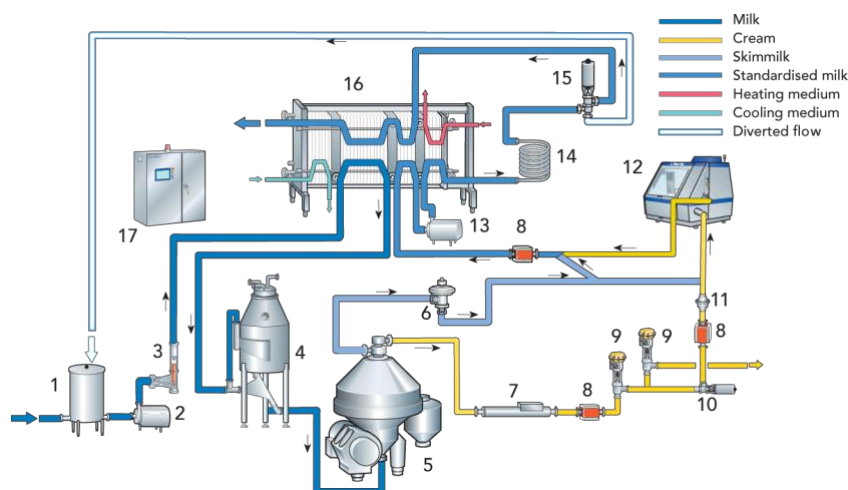 Milk
Cream
Skimmilk
Standardised milk
Heating medium
Cooling medium
Diverted flow
16
15
14
12
17
13
8
11
3
4
6
9
9
8
1
2
7
8
10
5